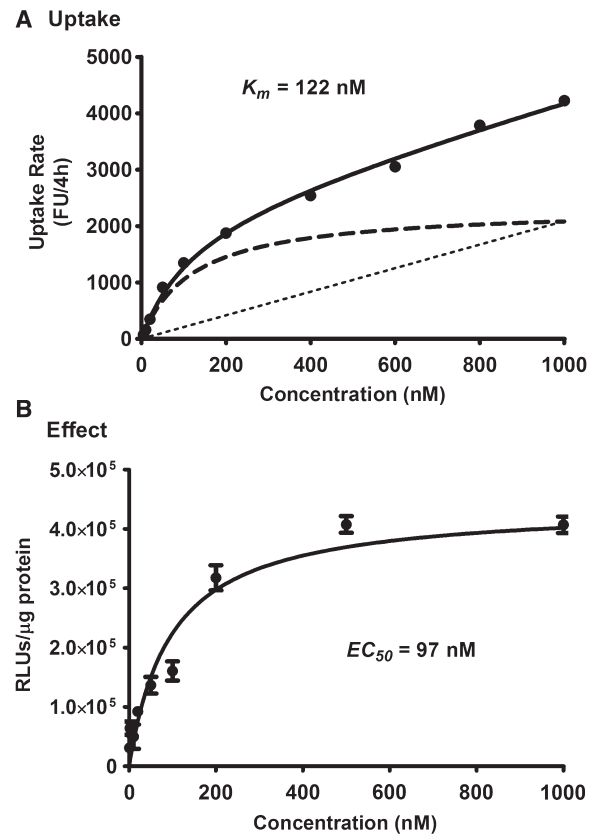 A Uptake
5000
4000
3000
2000
1000
0
Uptake Rate
(FU/4h)
K_m = 122 nM
0 200 400 600 800 1000
Concentration (nM)
B
Effect
5.0×10⁵
4.0×10⁵
3.0×10⁵
2.0×10⁵
1.0×10⁵
0
RLUs/μg protein
EC₅₀ = 97 nM
0 200 400 600 800 1000
Concentration (nM)